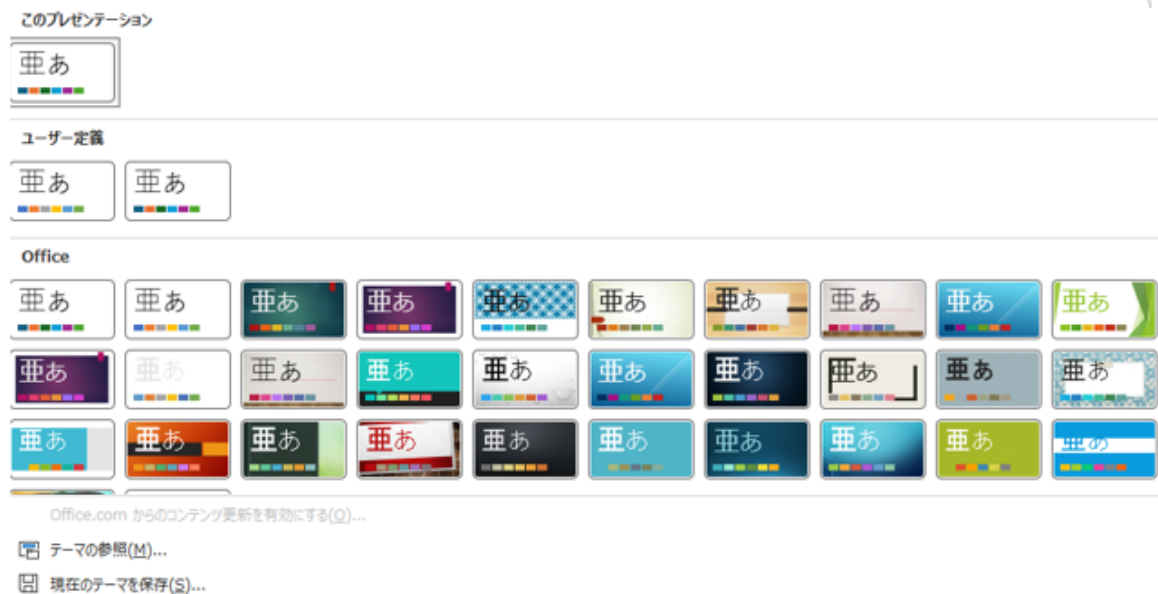 このプレゼンテーション
亜あ
ユーザー定義
亜あ 亜あ
Office
亜あ 亜あ 亜あ 亜あ 亜あ 亜あ 亜あ 亜あ 亜あ 亜あ
亜あ 亜あ 亜あ 亜あ 亜あ 亜あ 亜あ 亜あ 亜あ 亜あ
亜あ 亜あ 亜あ 亜あ 亜あ 亜あ 亜あ 亜あ 亜あ 亜あ
Office.com からのコンテンツ更新を有効にする(O)...
テーマの参照(M)...
現在のテーマを保存(S)...